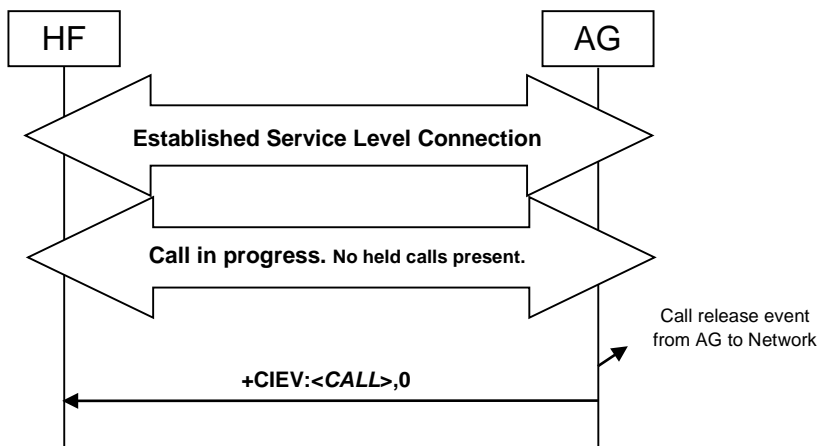 HF
AG
Established Service Level Connection
Call in progress. No held calls present.
Call release event
from AG to Network
+CIEV:<CALL>,0